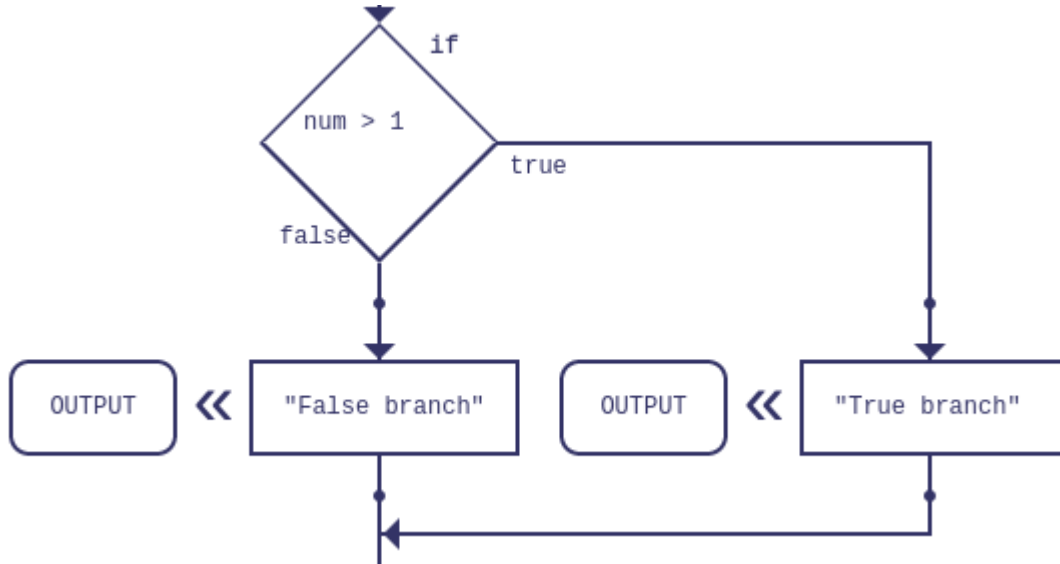 if
num > 1
true
false
OUTPUT « "False branch" OUTPUT « "True branch"